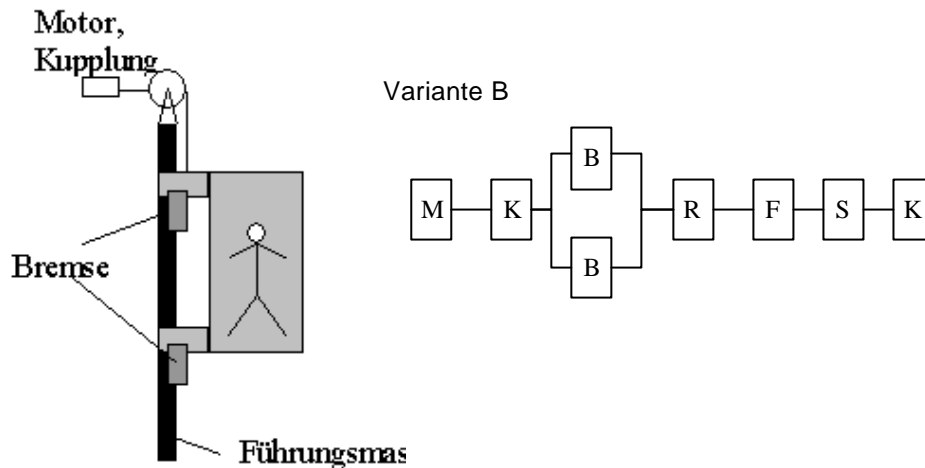 Motor,
Kupplung
Variante B
B
M K R F S K
B
Bremse
Führungsmas